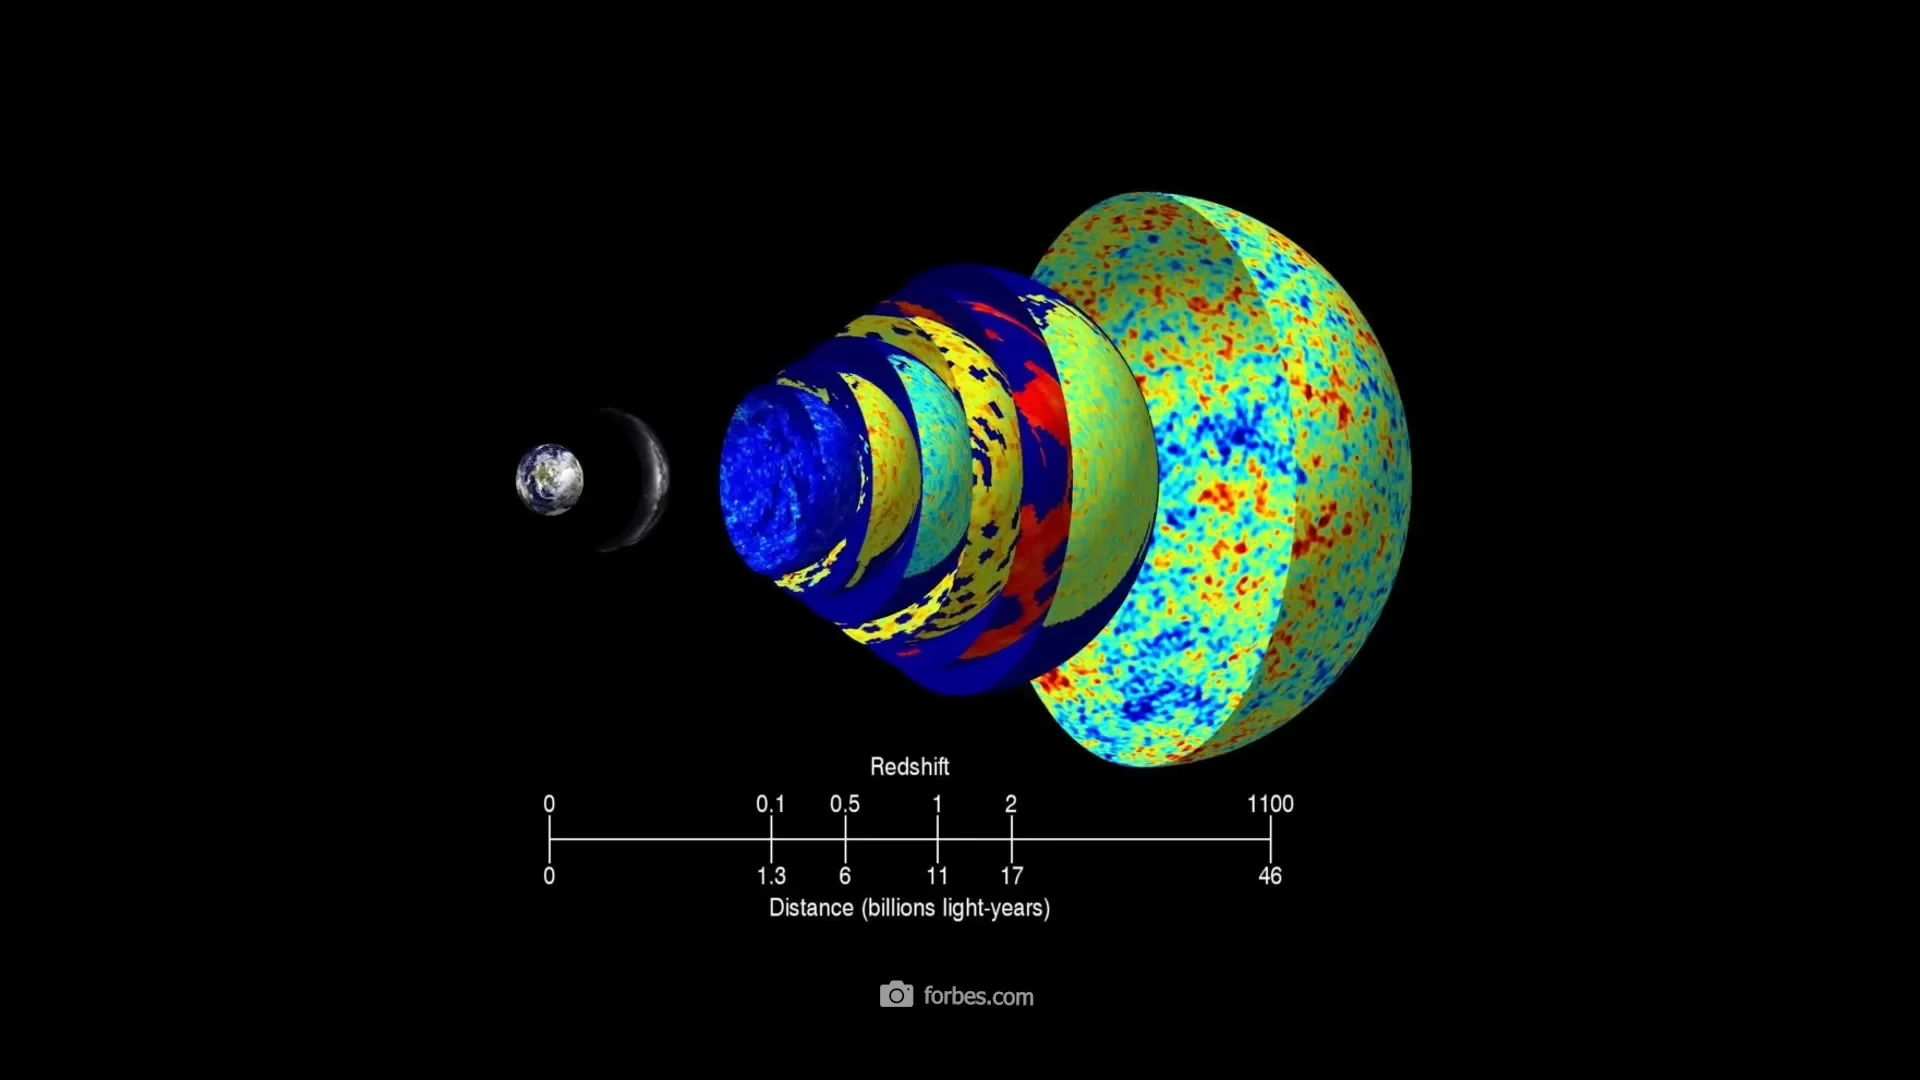 Redshift
0 0.1 0.5 1 2 1100
0 1.3 6 11 17 46
Distance (billions light-years)
forbes.com